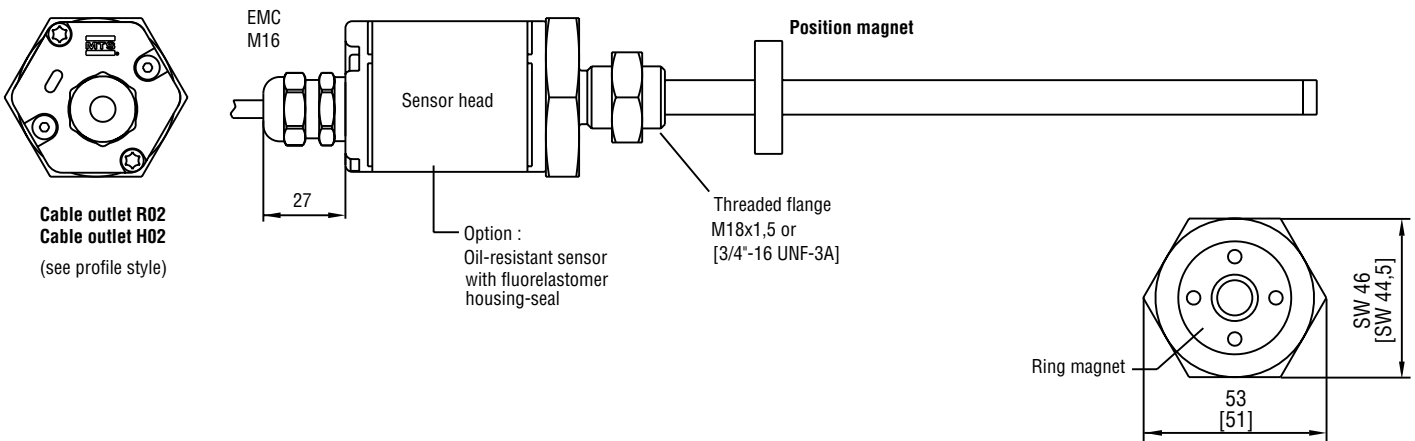 MTS
EMC
M16
Position magnet
Sensor head
27
Cable outlet R02
Cable outlet H02
(see profile style)
Option :
Oil-resistant sensor
with fluorelastomer
housing-seal
Threaded flange
M18x1,5 or
[3/4"-16 UNF-3A]
SW 46
[SW 44,5]
Ring magnet
53
[51]